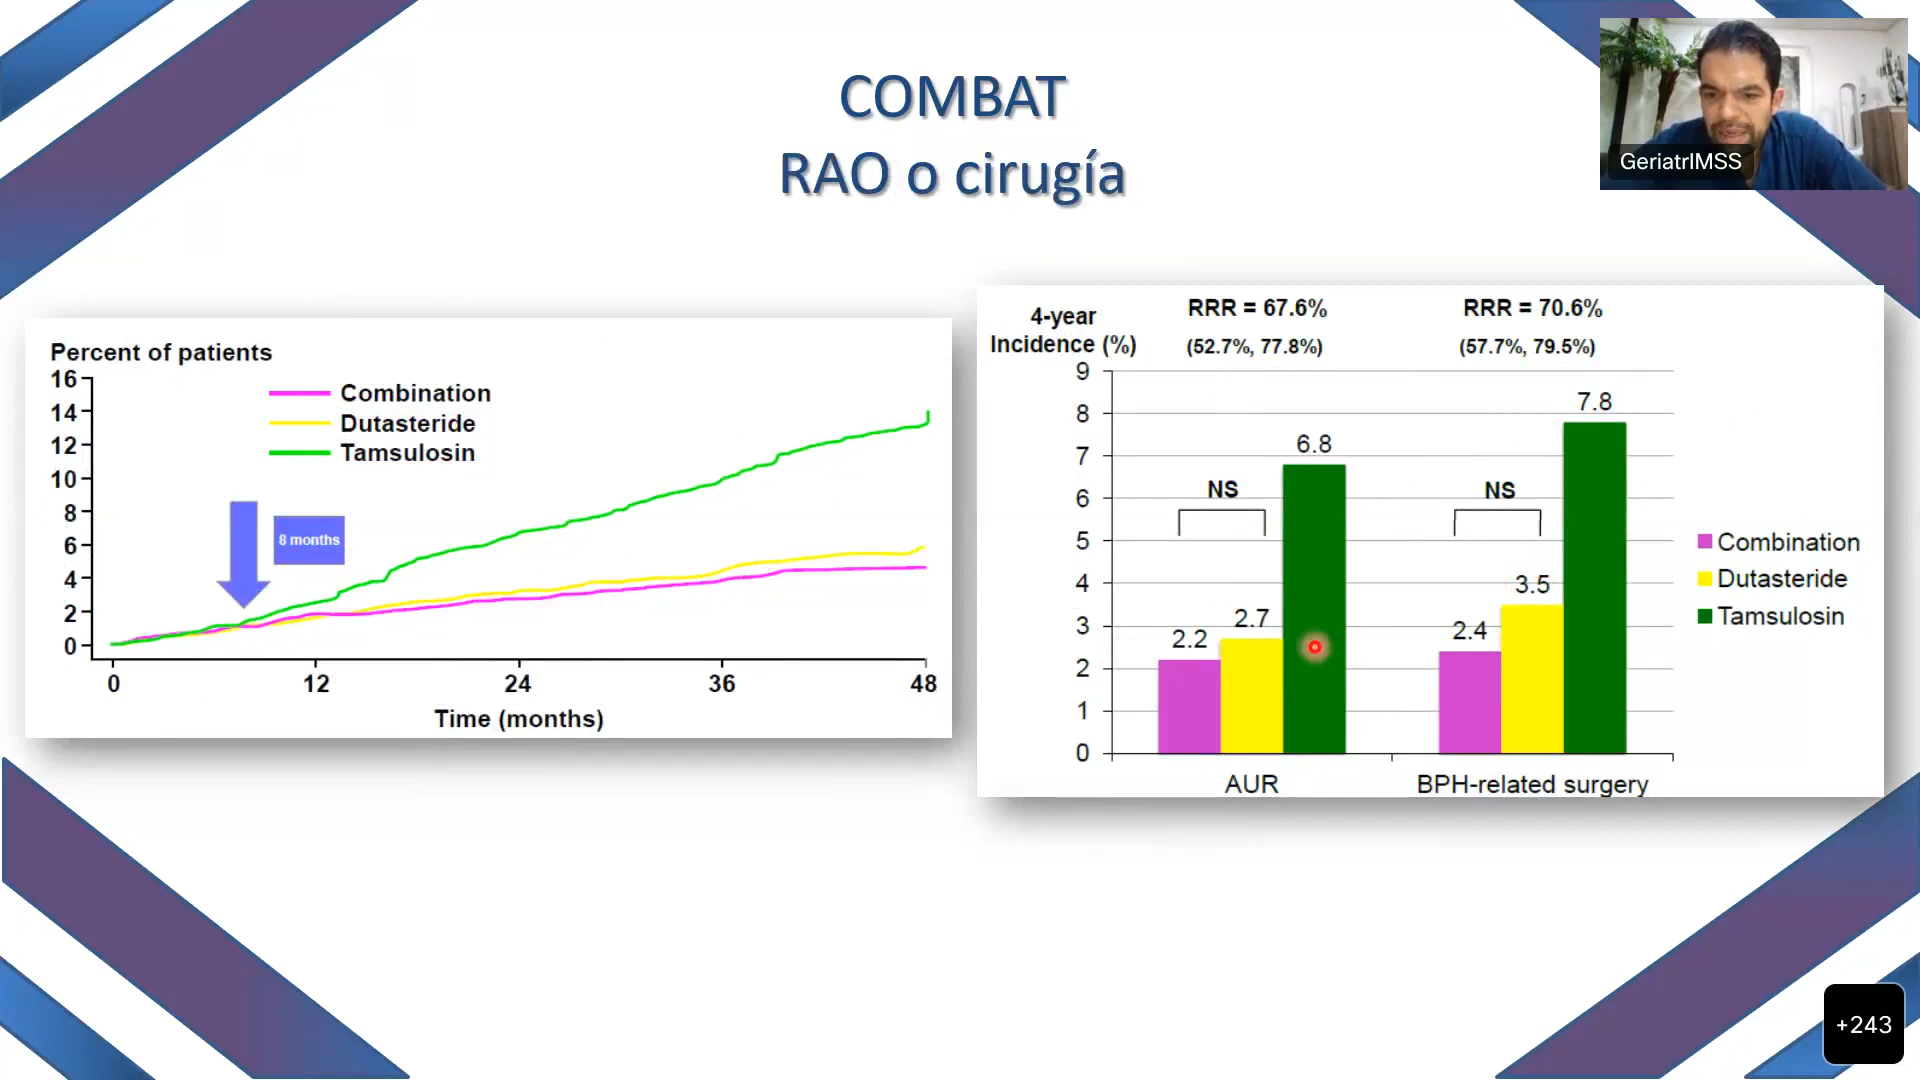 COMBAT
RAO o cirugía
GeriatrIMSS
Percent of patients
16
14
12
10
8
6
4
2
0
Combination
Dutasteride
Tamsulosin
8 months
0 12 24 36 48
Time (months)
4-year
Incidence (%)
RRR = 67.6%
(52.7%, 77.8%)
RRR = 70.6%
(57.7%, 79.5%)
9
8
7
6
5
4
3
2
1
0
NS
2.2
2.7
6.8
NS
2.4
3.5
7.8
AUR
BPH-related surgery
Combination
Dutasteride
Tamsulosin
+243